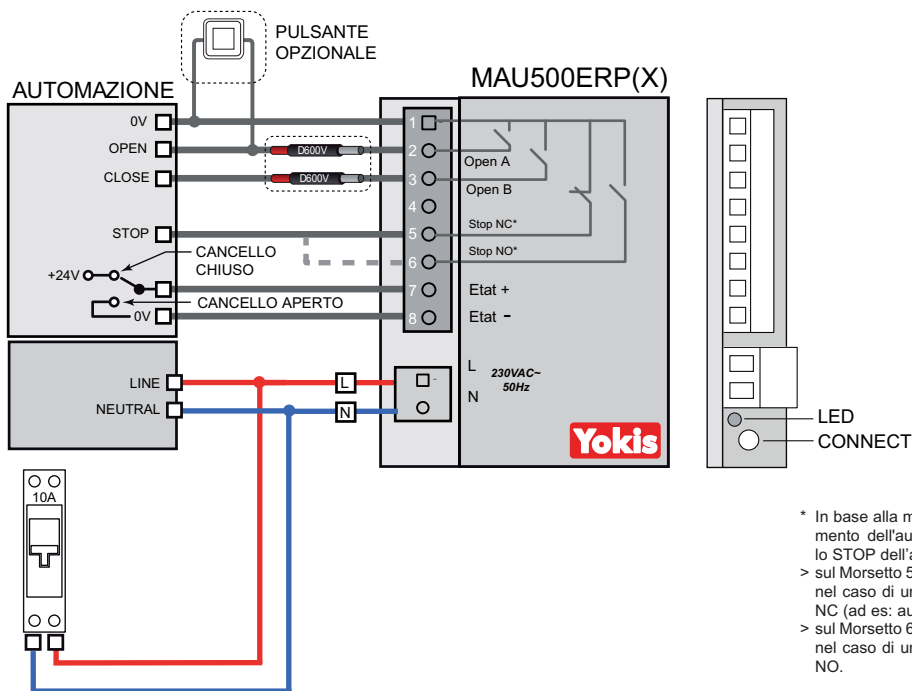 PULSANTE
OPZIONALE
AUTOMAZIONE
MAU500ERP(X)
0V
1
OPEN
D600V
2
Open A
CLOSE
D600V
3
Open B
4
STOP
5
Stop NC*
CANCELLO
CHIUSO
6
Stop NO*
+24V
7
Etat +
CANCELLO APERTO
0V
8
Etat -
LINE
L
L
230VAC~
50Hz
NEUTRAL
N
N
Yokis
LED
CONNECT
10A
* In base alla m
mento dell'au
lo STOP dell'a
> sul Morsetto 5
nel caso di un
NC (ad es: au
> sul Morsetto 6
nel caso di un
NO.